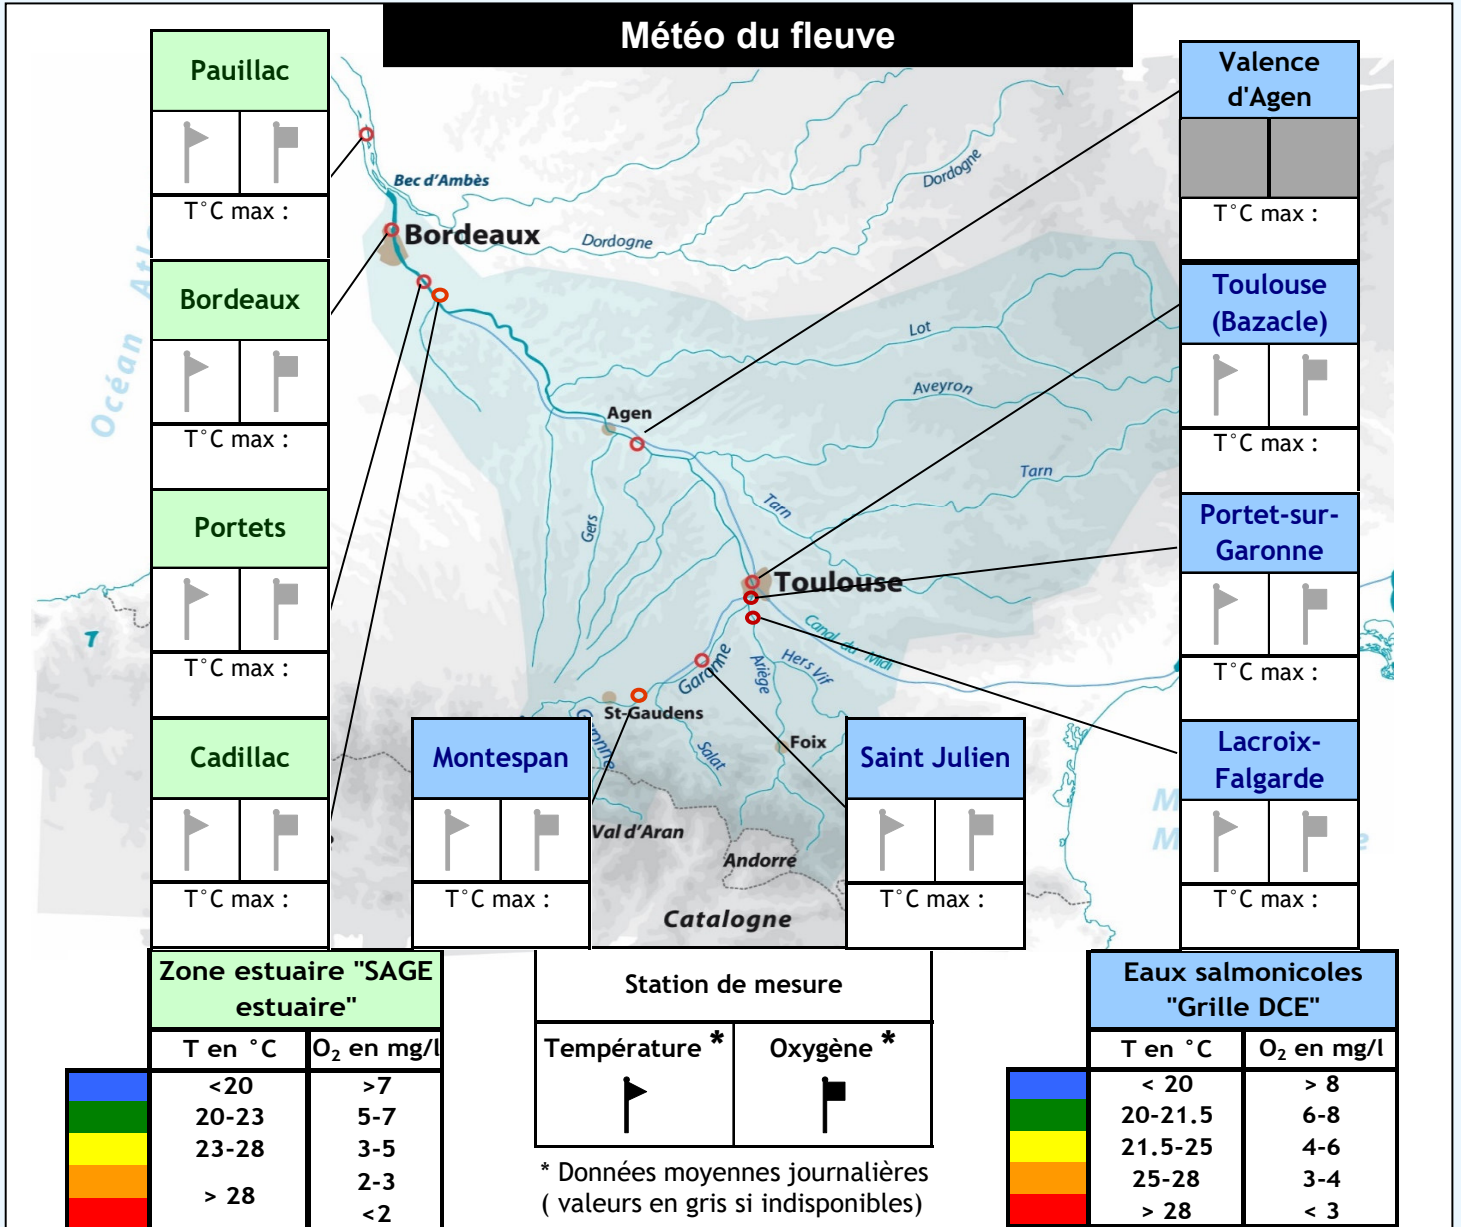 Météo du fleuve
Pauillac
T°C max :
Bordeaux
T°C max :
Portets
T°C max :
Cadillac
T°C max :
Montespan
T°C max :
Saint Julien
T°C max :
Valence
d'Agen
T°C max :
Toulouse
(Bazacle)
T°C max :
Portet-sur-
Garonne
T°C max :
Lacroix-
Falgarde
T°C max :
Bec d'Ambès
Bordeaux
Dordogne
Dordogne
Océan Atl
Lot
Aveyron
Agen
Tarn
Tarn
Gers
Toulouse
Canal du Midi
Hers Vif
Ariège
Garonne
St-Gaudens
Garonne
Salat
Foix
Val d'Aran
Andorre
Catalogne
M
M
e
Zone estuaire "SAGE
estuaire"
T en °C O₂ en mg/l
<20 >7
20-23 5-7
23-28 3-5
> 28 2-3
<2
Station de mesure
Température * Oxygène *
* Données moyennes journalières
( valeurs en gris si indisponibles)
Eaux salmonicoles
"Grille DCE"
T en °C O₂ en mg/l
< 20 > 8
20-21.5 6-8
21.5-25 4-6
25-28 3-4
> 28 < 3